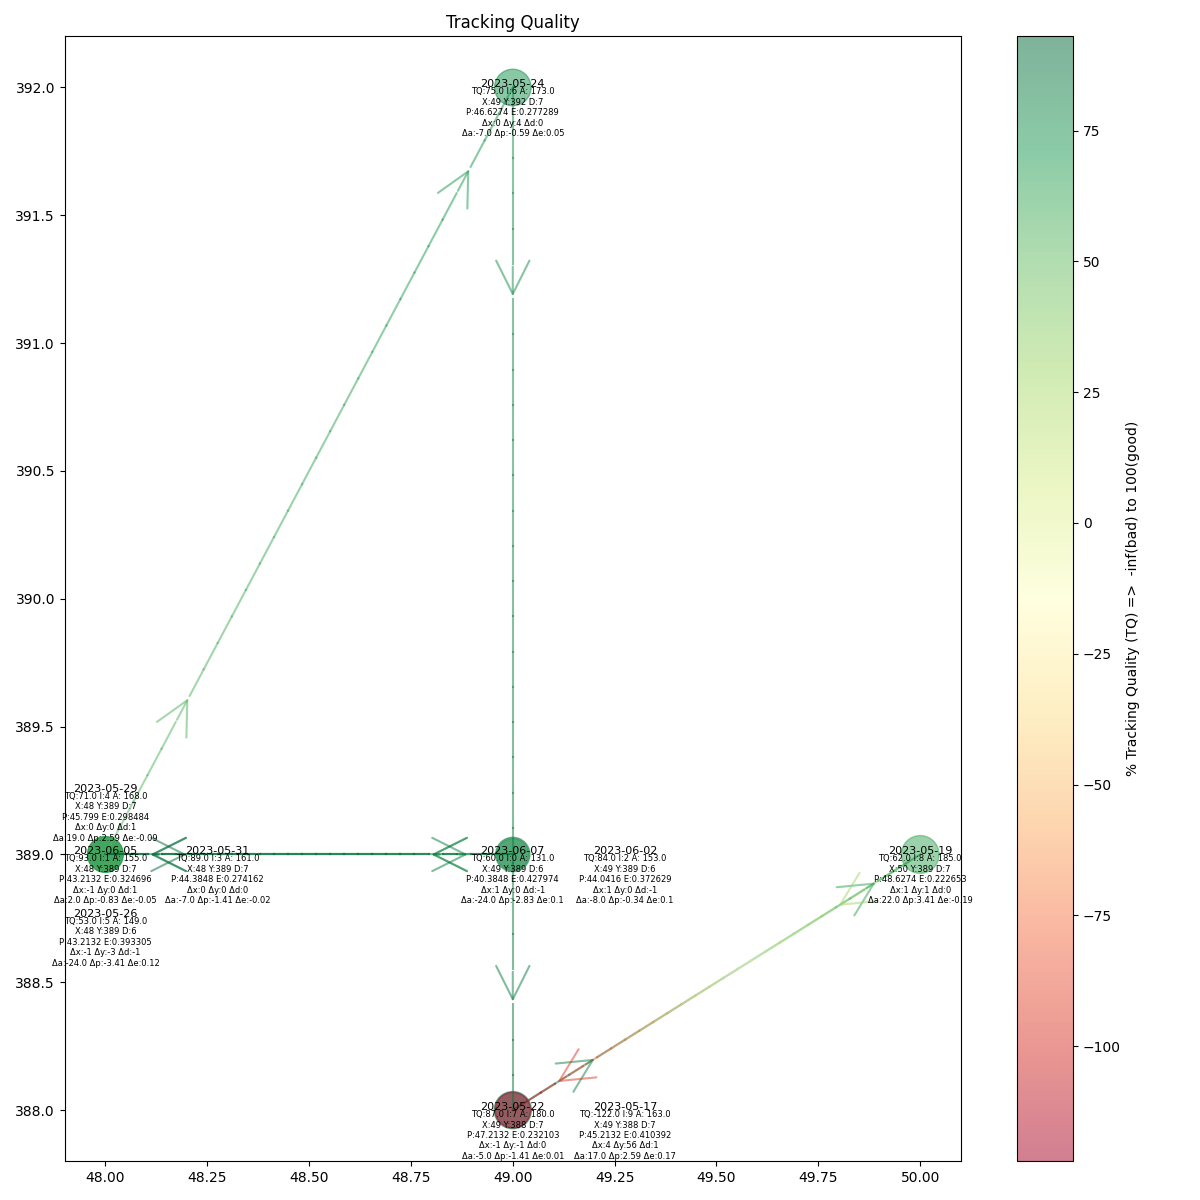 Tracking Quality
392.0
391.5
391.0
390.5
390.0
389.5
389.0
388.5
388.0
2023-05-24
TQ:75.0 I:6 A: 173.0
X:49 Y:392 D:7
P:46.6274 E:0.277289
Δx:0 Δy:4 Δd:0
Δa:-7.0 Δp:-0.59 Δe:0.05
2023-05-29
TQ:71.0 I:4 A: 168.0
X:48 Y:389 D:7
P:45.799 E:0.298484
Δx:0 Δy:0 Δd:1
Δa:19.0 Δp:2.59 Δe:-0.09
2023-06-05
TQ:93.0 I:1 A: 155.0
X:48 Y:389 D:7
P:43.2132 E:0.324696
Δx:-1 Δy:0 Δd:1
Δa:2.0 Δp:-0.83 Δe:-0.05
2023-05-31
TQ:89.0 I:3 A: 161.0
X:48 Y:389 D:7
P:44.3848 E:0.274162
Δx:0 Δy:0 Δd:0
Δa:-7.0 Δp:-1.41 Δe:-0.02
2023-06-07
TQ:60.0 I:0 A: 131.0
X:49 Y:389 D:6
P:40.3848 E:0.427974
Δx:1 Δy:0 Δd:-1
Δa:-24.0 Δp:-2.83 Δe:0.1
2023-06-02
TQ:84.0 I:2 A: 153.0
X:49 Y:389 D:6
P:44.0416 E:0.372629
Δx:1 Δy:0 Δd:-1
Δa:-8.0 Δp:-0.34 Δe:0.1
2023-05-19
TQ:62.0 I:8 A: 185.0
X:50 Y:389 D:7
P:48.6274 E:0.222653
Δx:1 Δy:1 Δd:0
Δa:22.0 Δp:3.41 Δe:-0.19
2023-05-26
TQ:53.0 I:5 A: 149.0
X:48 Y:389 D:6
P:43.2132 E:0.393305
Δx:-1 Δy:-3 Δd:-1
Δa:-24.0 Δp:-3.41 Δe:0.12
2023-05-22
TQ:87.0 I:7 A: 180.0
X:49 Y:388 D:7
P:47.2132 E:0.232103
Δx:-1 Δy:-1 Δd:0
Δa:-5.0 Δp:-1.41 Δe:0.01
2023-05-17
TQ:-122.0 I:9 A: 163.0
X:49 Y:388 D:7
P:45.2132 E:0.410392
Δx:4 Δy:56 Δd:1
Δa:17.0 Δp:2.59 Δe:0.17
48.00 48.25 48.50 48.75 49.00 49.25 49.50 49.75 50.00
75
50
25
0
−25
−50
−75
−100
% Tracking Quality (TQ) => -inf(bad) to 100(good)